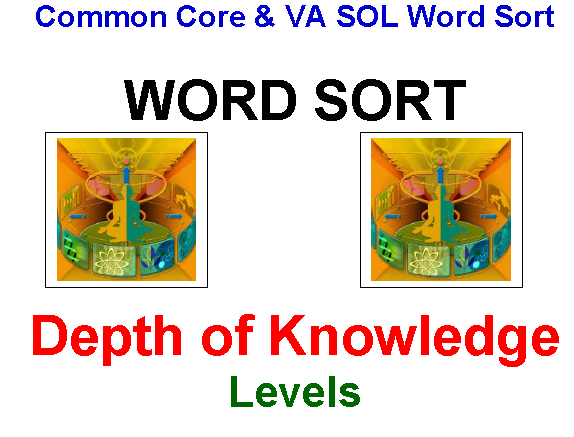 Common Core & VA SOL Word Sort
WORD SORT
Depth of Knowledge
Levels